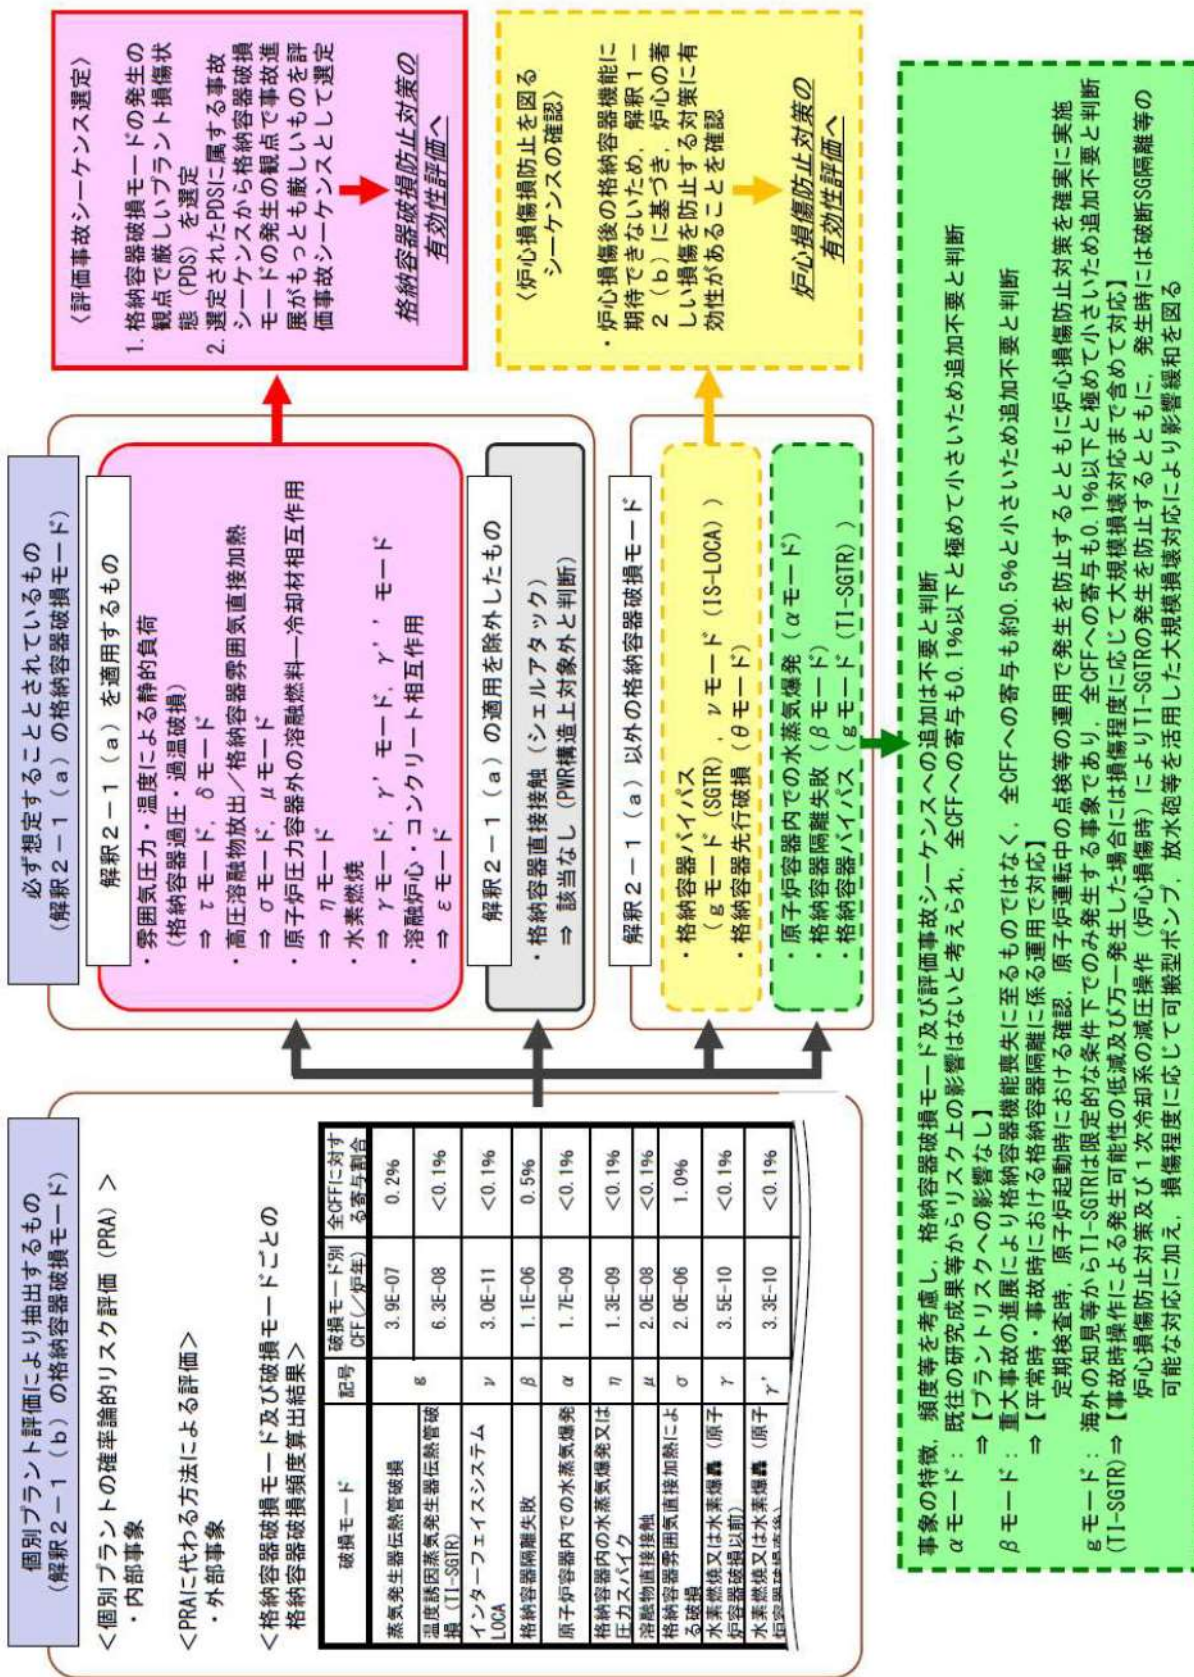 個別プラント評価により抽出するもの
(解釈2-1(b)の格納容器破損モード)
<個別プラントの確率論的リスク評価(PRA)>
・内部事象
<PRAに代わる方法による評価>
・外部事象
<格納容器破損モード及び破損モードごとの
格納容器破損頻度算出結果>
破損モード 記号 破損モード別CFF(/炉年) 全CFFに対する寄与割合
蒸気発生器伝熱管破損 g 3.9E-07 0.2%
温度誘因蒸気発生器伝熱管破損(TI-SGTR) 6.3E-08 <0.1%
インターフェイスシステムLOCA ν 3.0E-11 <0.1%
格納容器隔離失敗 β 1.1E-06 0.5%
原子炉容器内での水蒸気爆発 α 1.7E-09 <0.1%
格納容器内の水蒸気爆発又は圧力スパイク η 1.3E-09 <0.1%
溶融物直接接触 μ 2.0E-08 <0.1%
格納容器雰囲気直接加熱による破損 σ 2.0E-06 1.0%
水素燃焼又は水素爆轟(原子炉容器破損以前) γ 3.5E-10 <0.1%
水素燃焼又は水素爆轟(原子炉容器破損直後) γ' 3.3E-10 <0.1%
必ず想定することとされているもの
(解釈2-1(a)の格納容器破損モード)
解釈2-1(a)を適用するもの
・雰囲気圧力・温度による静的負荷
(格納容器過圧・過温破損)
⇒ τモード,δモード
・高圧溶融物放出/格納容器雰囲気直接加熱
⇒ σモード,μモード
・原子炉圧力容器外の溶融燃料―冷却材相互作用
⇒ ηモード
・水素燃焼
⇒ γモード,γ'モード,γ''モード
・溶融炉心・コンクリート相互作用
⇒ εモード
解釈2-1(a)の適用を除外したもの
・格納容器直接接触(シェルアタック)
⇒ 該当なし(PWR構造上対象外と判断)
解釈2-1(a)以外の格納容器破損モード
・格納容器バイパス
(gモード(SGTR),νモード(IS-LOCA))
・格納容器先行破損(θモード)
・原子炉容器内での水蒸気爆発(αモード)
・格納容器隔離失敗(βモード)
・格納容器バイパス(gモード(TI-SGTR))
〈評価事故シーケンス選定〉
1. 格納容器破損モードの発生の
観点で厳しいプラント損傷状
態(PDS)を選定
2. 選定されたPDSに属する事故
シーケンスから格納容器破損
モードの発生の観点で事故進
展がもっとも厳しいものを評
価事故シーケンスとして選定
格納容器破損防止対策の
有効性評価へ
〈炉心損傷防止を図る
シーケンスの確認〉
・炉心損傷後の格納容器機能に
期待できないため,解釈1-
2(b)に基づき,炉心の著
しい損傷を防止する対策に有
効性があることを確認
炉心損傷防止対策の
有効性評価へ
事象の特徴,頻度等を考慮し,格納容器破損モード及び評価事故シーケンスへの追加は不要と判断
αモード:既往の研究成果等からリスク上の影響はないと考えられ,全CFFへの寄与も0.1%以下と極めて小さいため追加不要と判断
⇒【プラントリスクへの影響なし】
βモード:重大事故の進展により格納容器機能喪失に至るものではなく,全CFFへの寄与も約0.5%と小さいため追加不要と判断
⇒【平常時・事故時における格納容器隔離に係る運用で対応】
定期検査時,原子炉起動時における確認,原子炉運転中の点検等の運用で発生を防止するとともに炉心損傷防止対策を確実に実施
gモード:海外の知見等からTI-SGTRは限定的な条件下でのみ発生する事象であり,全CFFへの寄与も0.1%以下と極めて小さいため追加不要と判断
(TI-SGTR)⇒【事故時操作による発生可能性の低減及び万一発生した場合には損傷程度に応じて大規模損壊対応まで含めて対応】
炉心損傷防止対策及び1次冷却系の減圧操作(炉心損傷時)によりTI-SGTRの発生を防止するとともに,発生時には破断SG隔離等の
可能な対応に加え,損傷程度に応じて可搬型ポンプ,放水砲等を活用した大規模損壊対応により影響緩和を図る